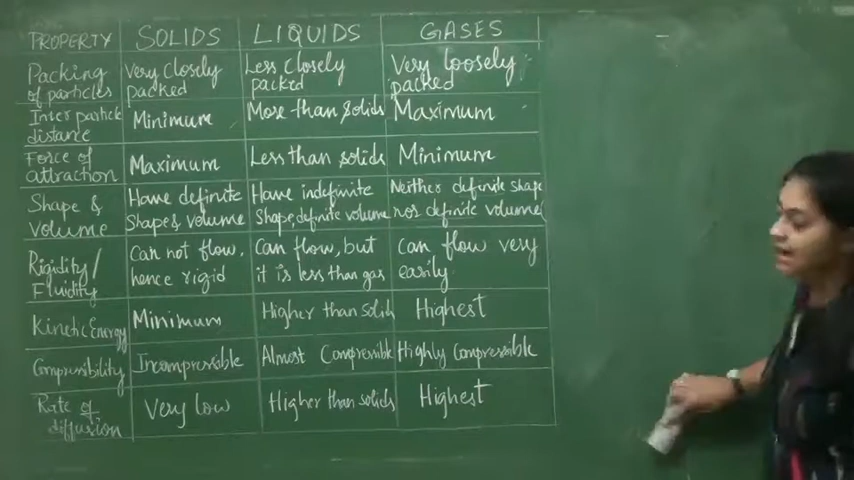 PROPERTY SOLIDS LIQUIDS GASES
Packing of particles Very closely packed Less closely packed Very loosely packed
Inter particle distance Minimum More than solids Maximum
Force of attraction Maximum Less than solids Minimum
Shape & Volume Have definite Shape & volume Have indefinite Shape, definite volume Neither definite shape nor definite volume
Rigidity/ Fluidity Can not flow, hence rigid Can flow, but it is less than gas Can flow very easily
Kinetic Energy Minimum Higher than solids Highest
Compressibility Incompressible Almost Compressible Highly Compressible
Rate of diffusion Very low Higher than solids Highest